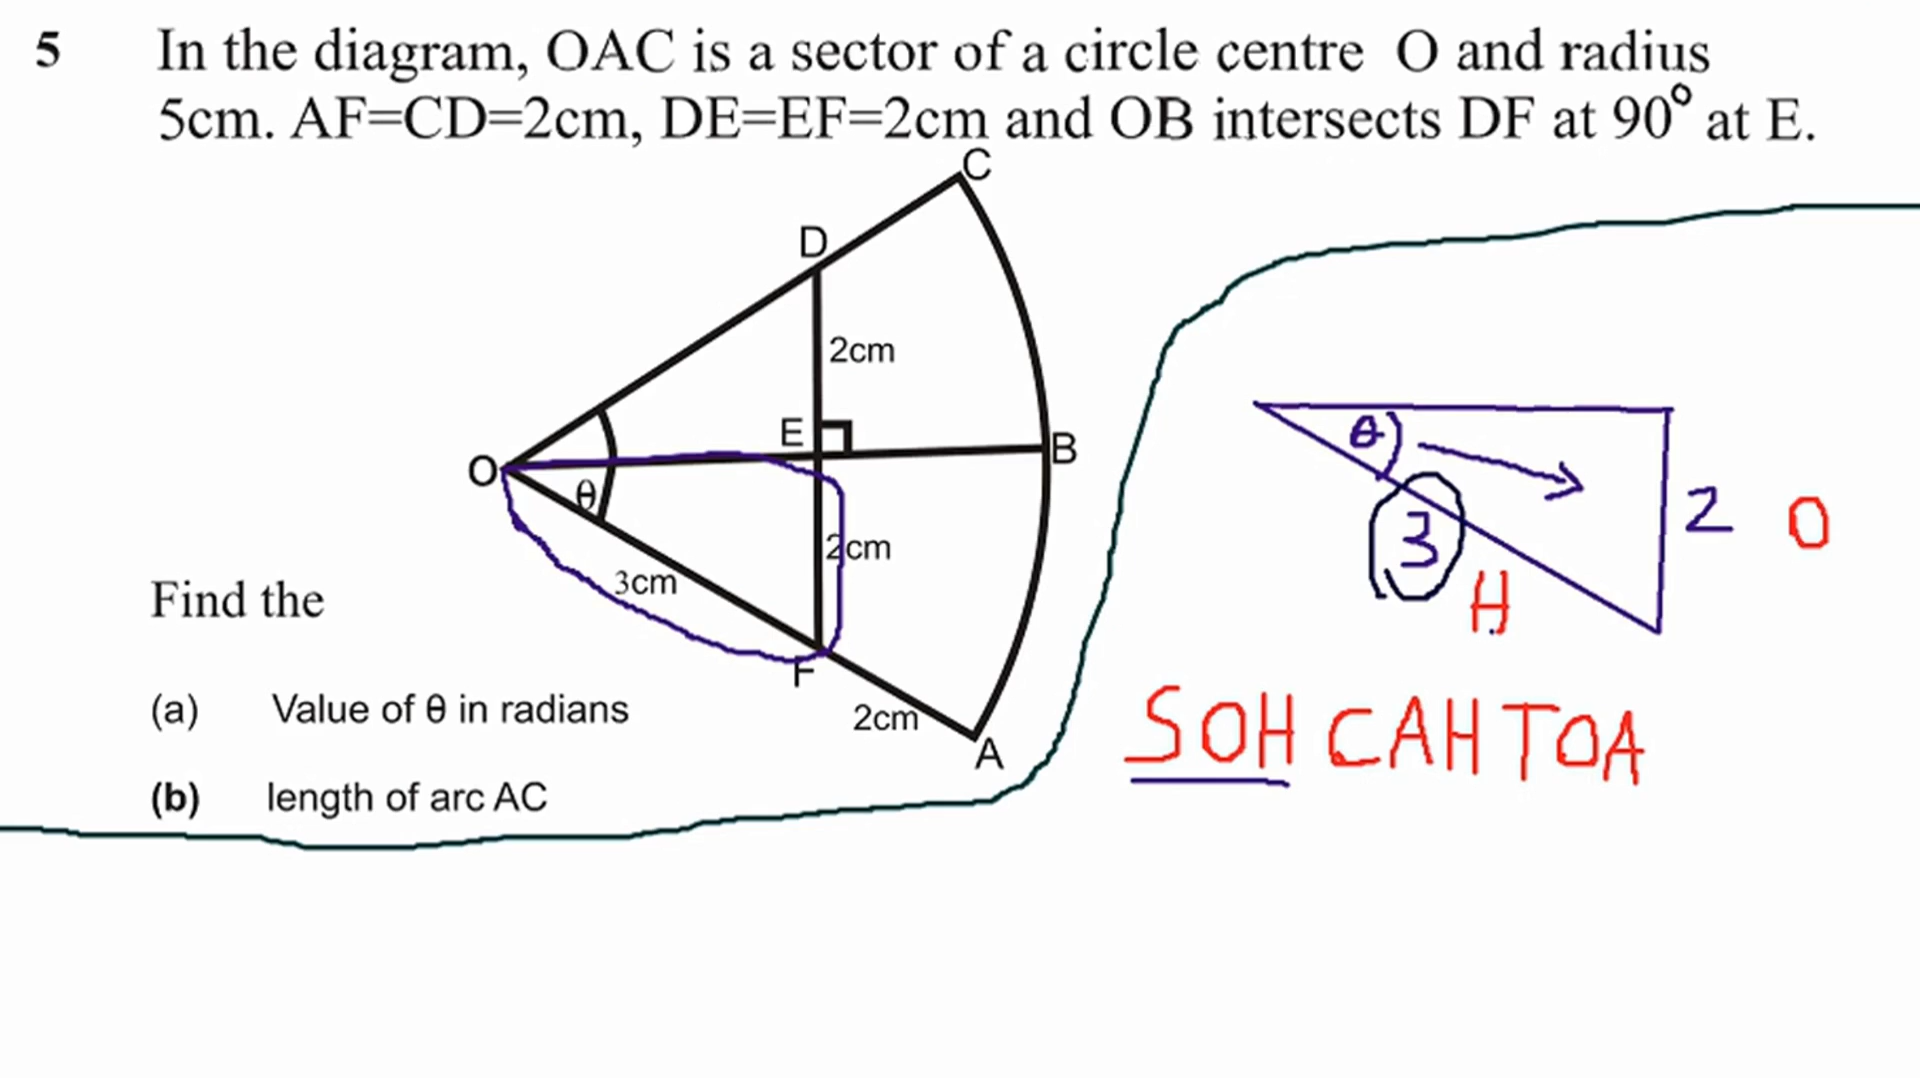 5 In the diagram, OAC is a sector of a circle centre O and radius
5cm. AF=CD=2cm, DE=EF=2cm and OB intersects DF at 90⁰ at E.
C
D
2cm
E
B
O
θ
2cm
3cm
F
2cm
A
Find the
(a) Value of θ in radians
(b) length of arc AC
θ
3
2 O
H
SOH CAH TOA